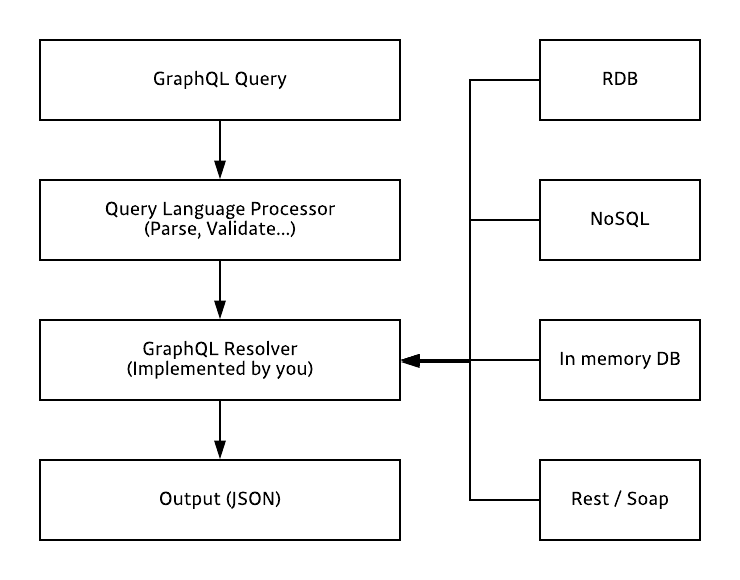 GraphQL Query
Query Language Processor
(Parse, Validate...)
GraphQL Resolver
(Implemented by you)
Output (JSON)
RDB
NoSQL
In memory DB
Rest / Soap